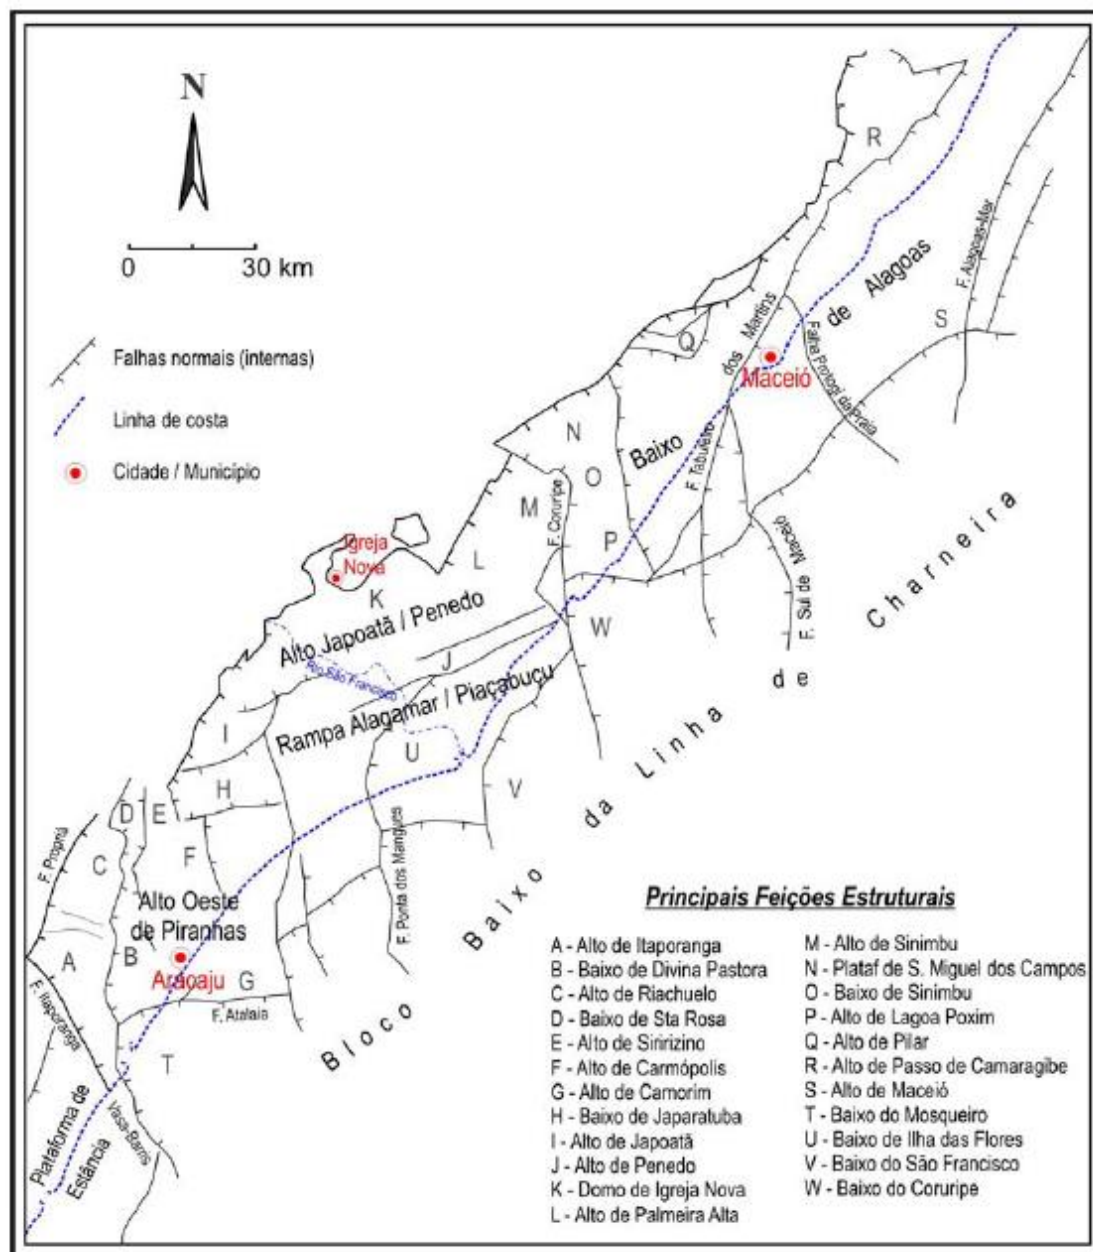 N
0 30 km
Falhas normais (internas)
Linha de costa
Cidade / Município
R
F. Alagoas-Mar
de Alagoas
S
Q
dos Martins
Maceió
Falha Protogi da Praia
N
Baixo
O
F. Tabuleiro
M
F. Coruripe
P
L
Igreja
Nova
K
F. Sul de Maceió
Charneira
Alto Japoatã / Penedo
W
J
Rio São Francisco
de
Rampa Alagamar / Piaçabuçu
I
U
Linha
H
V
da
D
E
F. Propriá
C
F
F. Ponta dos Mangues
Baixo
Alto Oeste
de Piranhas
A
B
Aracaju
G
F. Itaporanga
F. Atalaia
Bloco
T
Plataforma de
Estância
Vasa-Barris
Principais Feições Estruturais
A - Alto de Itaporanga
B - Baixo de Divina Pastora
C - Alto de Riachuelo
D - Baixo de Sta Rosa
E - Alto de Siririzino
F - Alto de Carmópolis
G - Alto de Camorim
H - Baixo de Japaratuba
I - Alto de Japoatã
J - Alto de Penedo
K - Domo de Igreja Nova
L - Alto de Palmeira Alta
M - Alto de Sinimbu
N - Plataf de S. Miguel dos Campos
O - Baixo de Sinimbu
P - Alto de Lagoa Poxim
Q - Alto de Pilar
R - Alto de Passo de Camaragibe
S - Alto de Maceió
T - Baixo do Mosqueiro
U - Baixo de Ilha das Flores
V - Baixo do São Francisco
W - Baixo do Coruripe